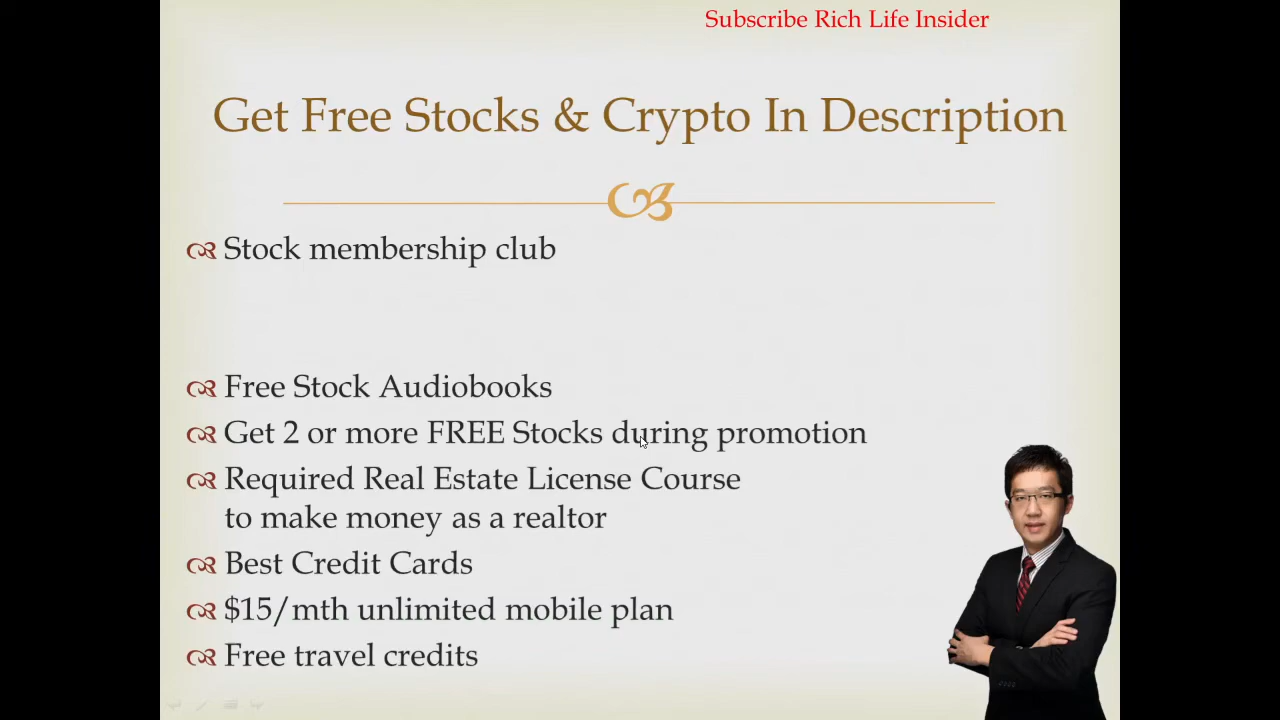 Subscribe Rich Life Insider
Get Free Stocks & Crypto In Description
Stock membership club
Free Stock Audiobooks
Get 2 or more FREE Stocks during promotion
Required Real Estate License Course
to make money as a realtor
Best Credit Cards
$15/mth unlimited mobile plan
Free travel credits